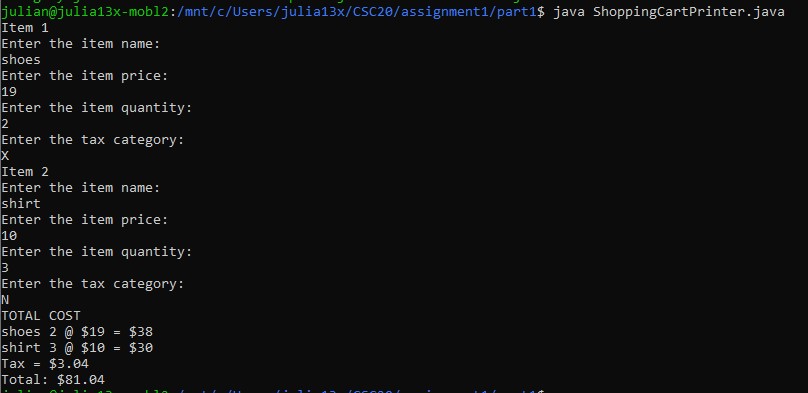 julian@julia13x-mobl2:/mnt/c/Users/julia13x/CSC20/assignment1/part1$ java ShoppingCartPrinter.java
Item 1
Enter the item name:
shoes
Enter the item price:
19
Enter the item quantity:
2
Enter the tax category:
X
Item 2
Enter the item name:
shirt
Enter the item price:
10
Enter the item quantity:
3
Enter the tax category:
N
TOTAL COST
shoes 2 @ $19 = $38
shirt 3 @ $10 = $30
Tax = $3.04
Total: $81.04